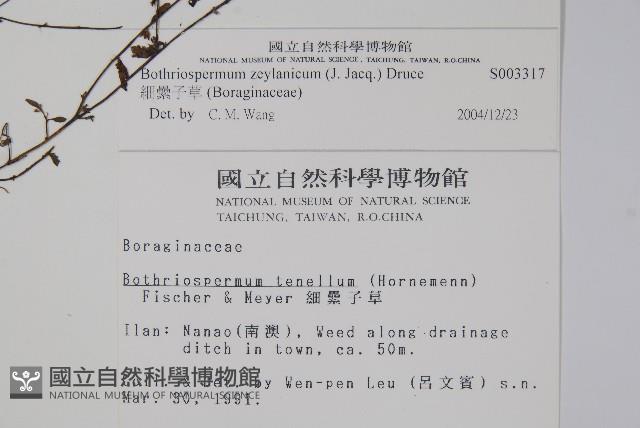 國立自然科學博物館
NATIONAL MUSEUM OF NATURAL SCIENCE, TAICHUNG, TAIWAN, R.O.CHINA
Bothriospermum zeylanicum (J. Jacq.) Druce S003317
細纍子草 (Boraginaceae)
Det. by C. M. Wang 2004/12/23
國立自然科學博物館
NATIONAL MUSEUM OF NATURAL SCIENCE
TAICHUNG, TAIWAN, R.O.CHINA
Boraginaceae
Bothriospermum tenellum (Hornemenn)
Fischer & Meyer 細纍子草
Ilan: Nanao(南澳), Weed along drainage
ditch in town, ca. 50m.
by Wen-pen Leu (呂文賓) s.n.
Mar. 30, 1991.
國立自然科學博物館
NATIONAL MUSEUM OF NATURAL SCIENCE